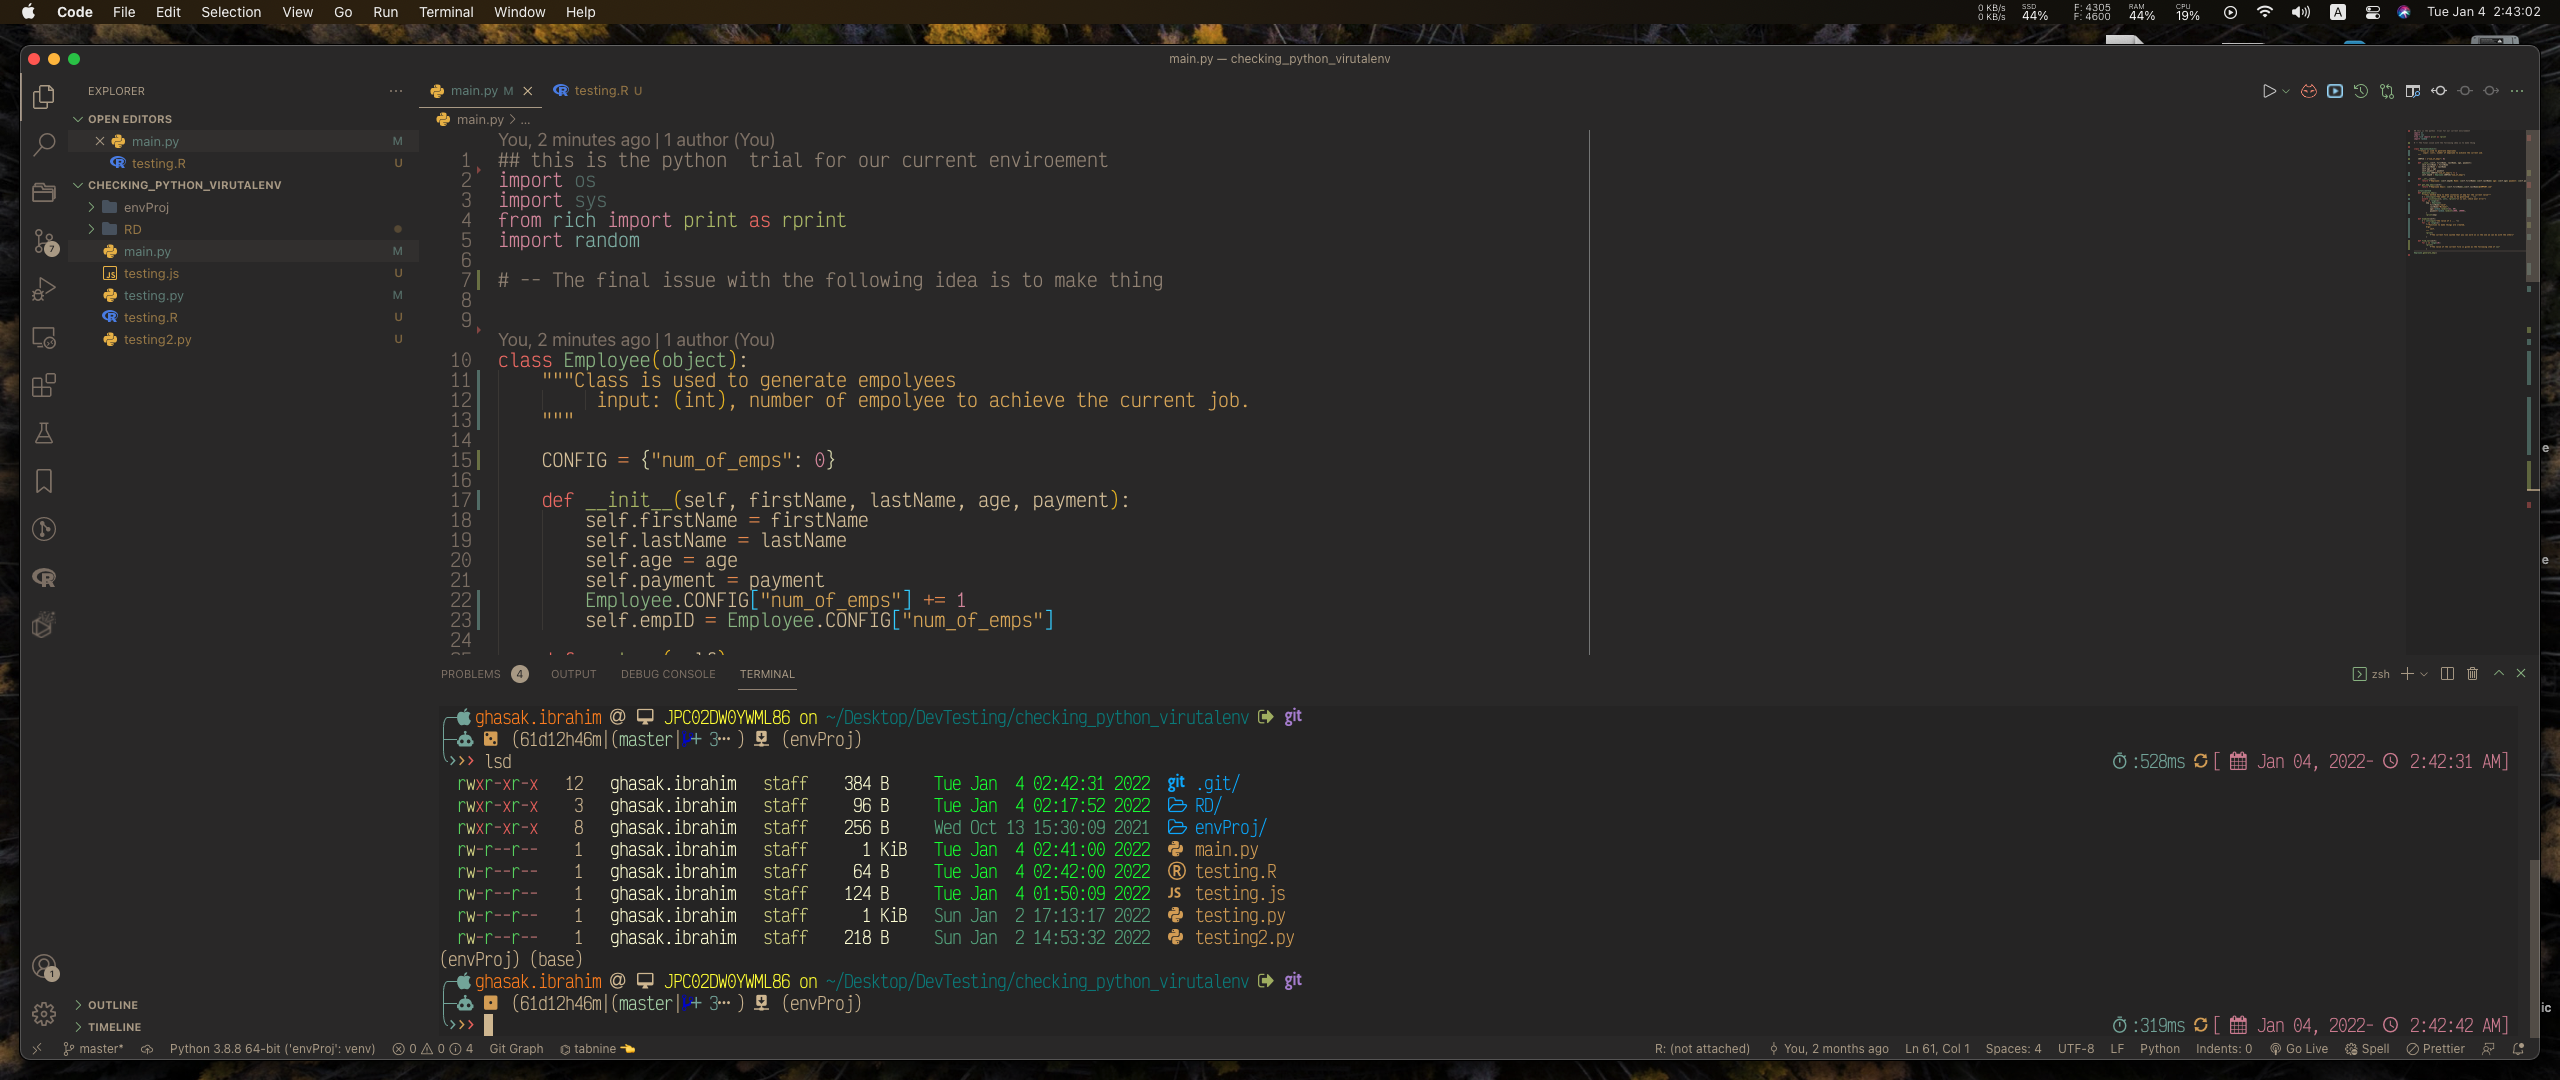 Code File Edit Selection View Go Run Terminal Window Help
0 KB/s 0 KB/s SSD 44% F: 4305 F: 4600 RAM 44% CPU 19% A Tue Jan 4 2:43:02
main.py — checking_python_virutalenv
EXPLORER
main.py M
testing.R U
OPEN EDITORS
main.py M
testing.R U
CHECKING_PYTHON_VIRUTALENV
envProj
RD
main.py M
testing.js U
testing.py M
testing.R U
testing2.py U
7
1
OUTLINE
TIMELINE
main.py > ...
You, 2 minutes ago | 1 author (You)
1 ## this is the python  trial for our current enviroement
2 import os
3 import sys
4 from rich import print as rprint
5 import random
6
7 # -- The final issue with the following idea is to make thing
8
9
You, 2 minutes ago | 1 author (You)
10 class Employee(object):
11 """Class is used to generate empolyees
12 input: (int), number of empolyee to achieve the current job.
13 """
14
15 CONFIG = {"num_of_emps": 0}
16
17 def __init__(self, firstName, lastName, age, payment):
18 self.firstName = firstName
19 self.lastName = lastName
20 self.age = age
21 self.payment = payment
22 Employee.CONFIG["num_of_emps"] += 1
23 self.empID = Employee.CONFIG["num_of_emps"]
24
PROBLEMS 4 OUTPUT DEBUG CONSOLE TERMINAL
zsh
ghasak.ibrahim @ JPC02DW0YWML86 on ~/Desktop/DevTesting/checking_python_virutalenv git
(61d12h46m|(master|+ 3… ) (envProj)
>>> lsd :528ms [ Jan 04, 2022- 2:42:31 AM]
rwxr-xr-x 12 ghasak.ibrahim staff 384 B Tue Jan 4 02:42:31 2022 git .git/
rwxr-xr-x 3 ghasak.ibrahim staff 96 B Tue Jan 4 02:17:52 2022 RD/
rwxr-xr-x 8 ghasak.ibrahim staff 256 B Wed Oct 13 15:30:09 2021 envProj/
rw-r--r-- 1 ghasak.ibrahim staff 1 KiB Tue Jan 4 02:41:00 2022 main.py
rw-r--r-- 1 ghasak.ibrahim staff 64 B Tue Jan 4 02:42:00 2022 testing.R
rw-r--r-- 1 ghasak.ibrahim staff 124 B Tue Jan 4 01:50:09 2022 JS testing.js
rw-r--r-- 1 ghasak.ibrahim staff 1 KiB Sun Jan 2 17:13:17 2022 testing.py
rw-r--r-- 1 ghasak.ibrahim staff 218 B Sun Jan 2 14:53:32 2022 testing2.py
(envProj) (base)
ghasak.ibrahim @ JPC02DW0YWML86 on ~/Desktop/DevTesting/checking_python_virutalenv git
(61d12h46m|(master|+ 3… ) (envProj)
>>> :319ms [ Jan 04, 2022- 2:42:42 AM]
master* Python 3.8.8 64-bit ('envProj': venv) 0 0 4 Git Graph tabnine R: (not attached) You, 2 months ago Ln 61, Col 1 Spaces: 4 UTF-8 LF Python Indents: 0 Go Live Spell Prettier
e
e
ic